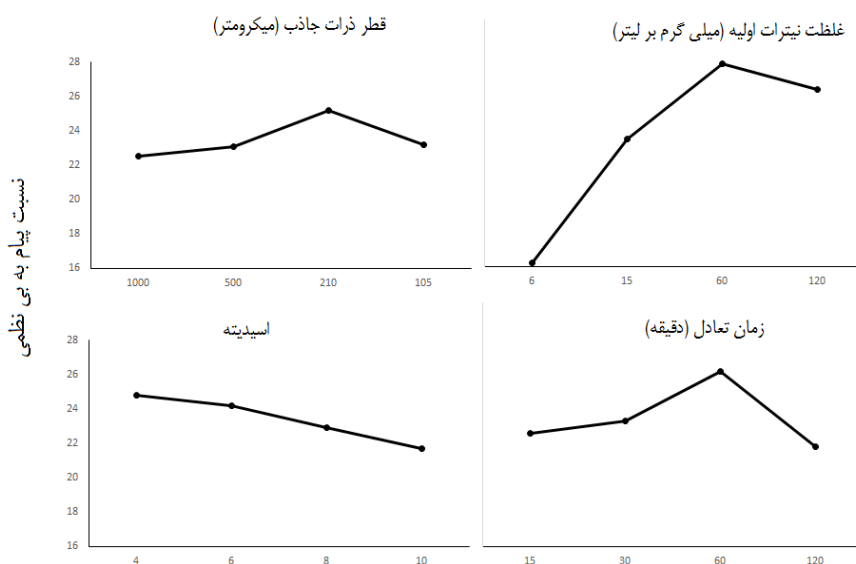 قطر ذرات جاذب (میکرومتر)
غلظت نیترات اولیه (میلی گرم بر لیتر)
نسبت پیام به بی نظمی
28
26
24
22
20
18
16
1000 500 210 105
6 15 60 120
اسیدیته
زمان تعادل (دقیقه)
28
26
24
22
20
18
16
4 6 8 10
15 30 60 120